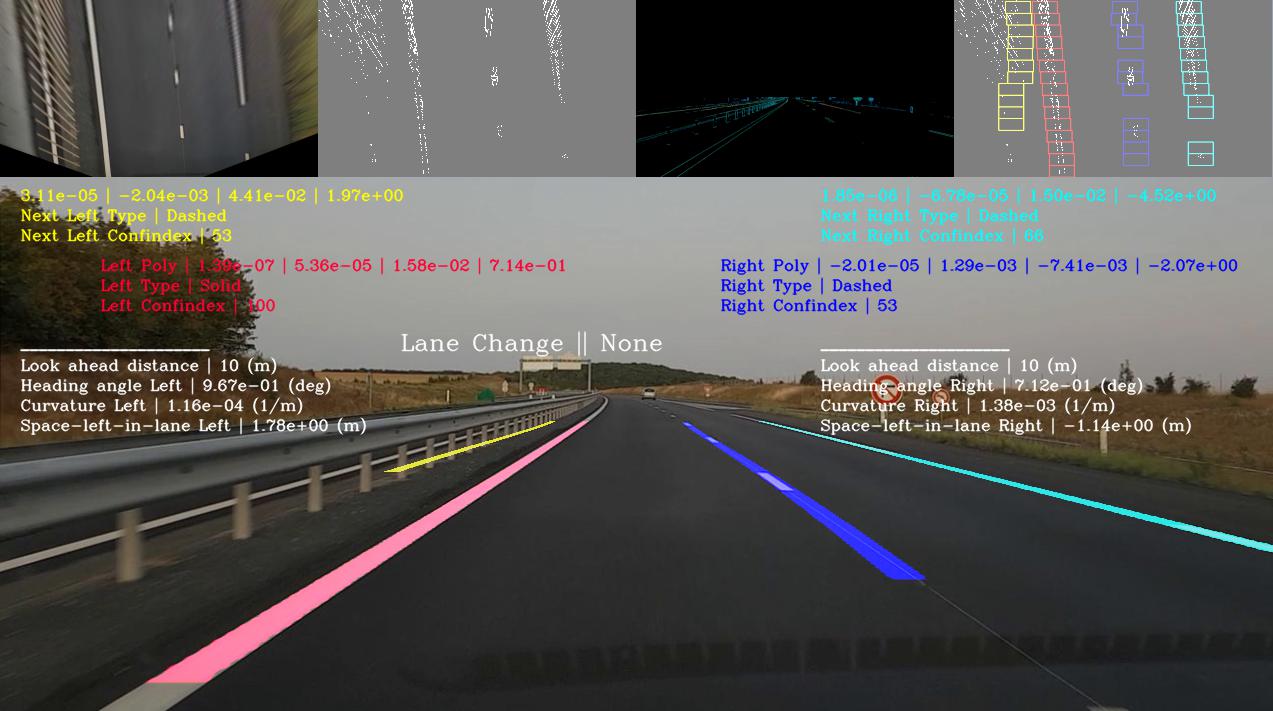 3.11e-05 | -2.04e-03 | 4.41e-02 | 1.97e+00
Next Left Type | Dashed
Next Left Confindex | 53
1.85e-06 | -6.78e-05 | 1.50e-02 | -4.52e+00
Next Right Type | Dashed
Next Right Confindex | 66
Left Poly | 1.39e-07 | 5.36e-05 | 1.58e-02 | 7.14e-01
Left Type | Solid
Left Confindex | 100
Right Poly | -2.01e-05 | 1.29e-03 | -7.41e-03 | -2.07e+00
Right Type | Dashed
Right Confindex | 53
Lane Change || None
Look ahead distance | 10 (m)
Heading angle Left | 9.67e-01 (deg)
Curvature Left | 1.16e-04 (1/m)
Space-left-in-lane Left | 1.78e+00 (m)
Look ahead distance | 10 (m)
Heading angle Right | 7.12e-01 (deg)
Curvature Right | 1.38e-03 (1/m)
Space-left-in-lane Right | -1.14e+00 (m)